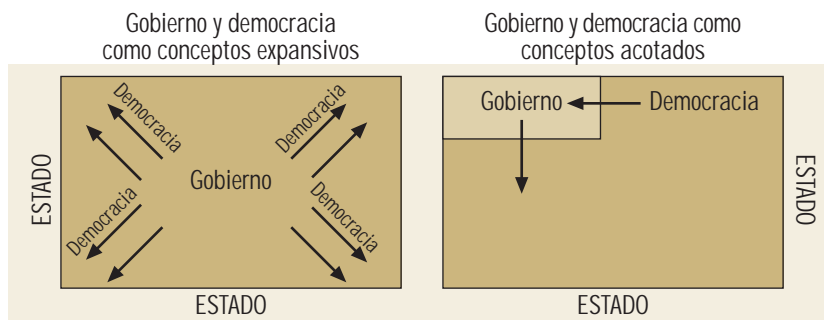 Gobierno y democracia
como conceptos expansivos
Democracia
Democracia
Gobierno
Democracia
Democracia
ESTADO
ESTADO
Gobierno y democracia como
conceptos acotados
Gobierno
Democracia
ESTADO
ESTADO